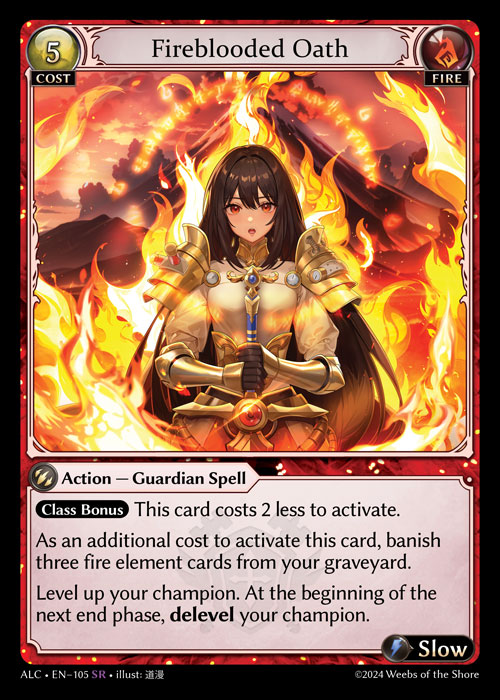 5
Fireblooded Oath
COST
FIRE
Action — Guardian Spell
Class Bonus This card costs 2 less to activate.
As an additional cost to activate this card, banish
three fire element cards from your graveyard.
Level up your champion. At the beginning of the
next end phase, delevel your champion.
Slow
ALC • EN–105 SR • illust: 道漫
©2024 Weebs of the Shore